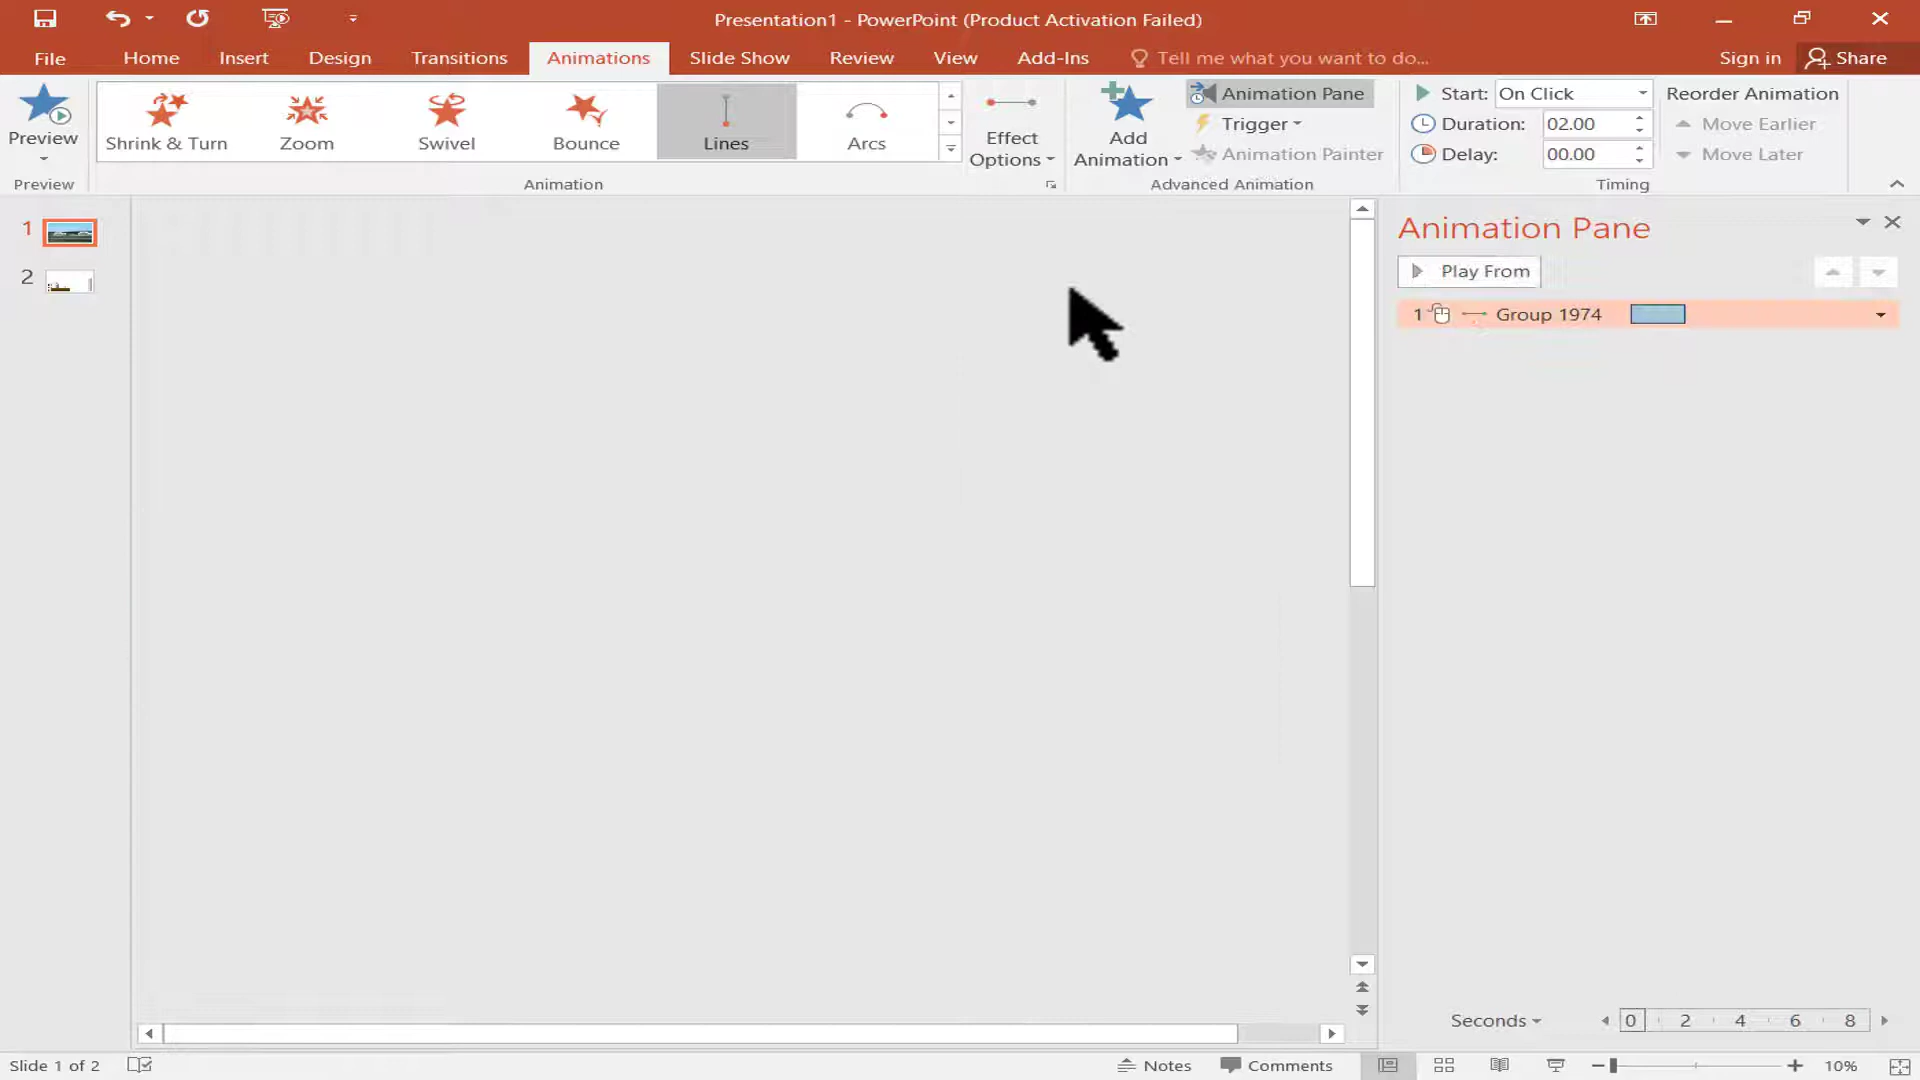 Presentation1 - PowerPoint (Product Activation Failed)
File Home Insert Design Transitions Animations Slide Show Review View Add-Ins Tell me what you want to do... Sign in Share
Preview
Shrink & Turn Zoom Swivel Bounce Lines Arcs
Effect Options
Add Animation
Animation Pane
Trigger
Animation Painter
Start: On Click
Duration: 02.00
Delay: 00.00
Reorder Animation
Move Earlier
Move Later
Preview Animation Advanced Animation Timing
1
2
Animation Pane
Play From
1 Group 1974
Seconds 0 2 4 6 8
Slide 1 of 2 Notes Comments 10%